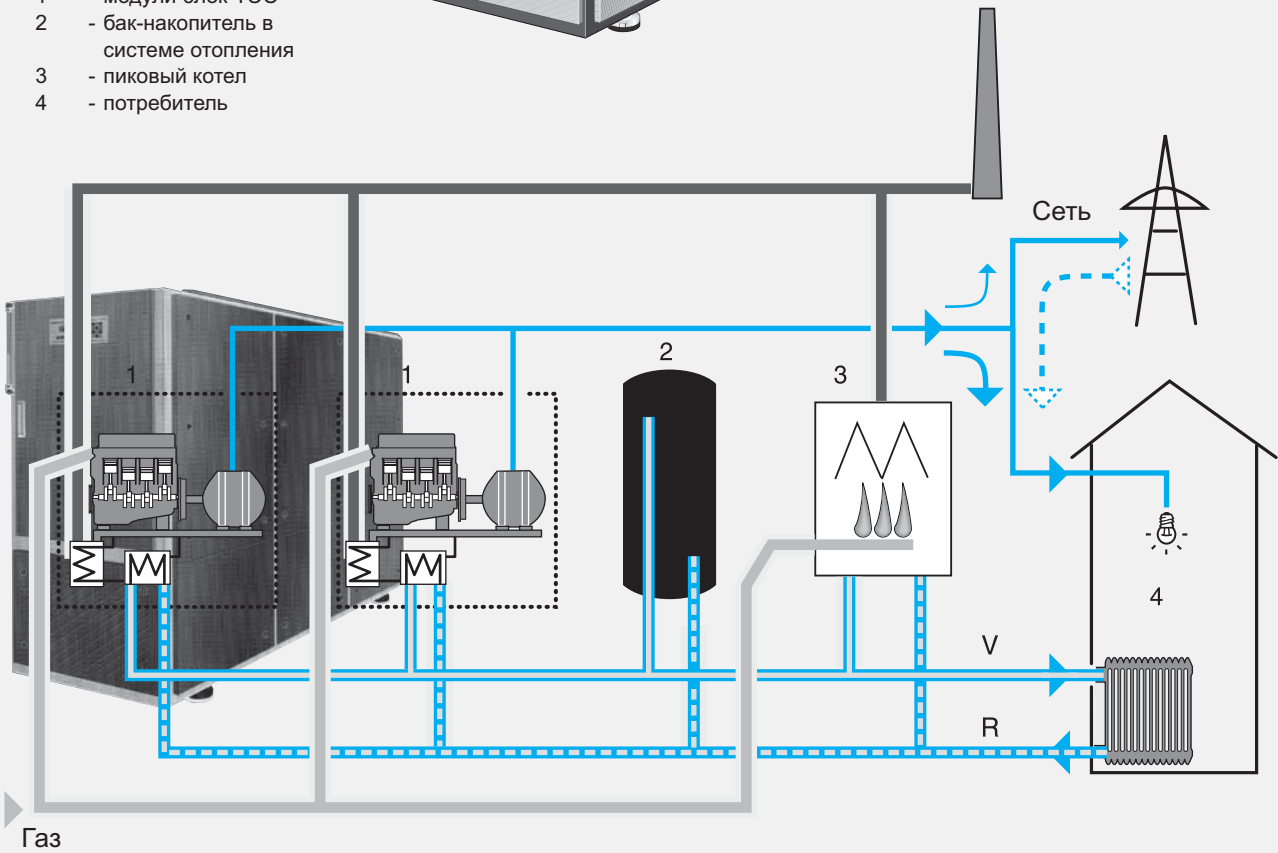 2 - бак-накопитель в
системе отопления
3 - пиковый котел
4 - потребитель
Сеть
1
1
2
3
4
V
R
Газ